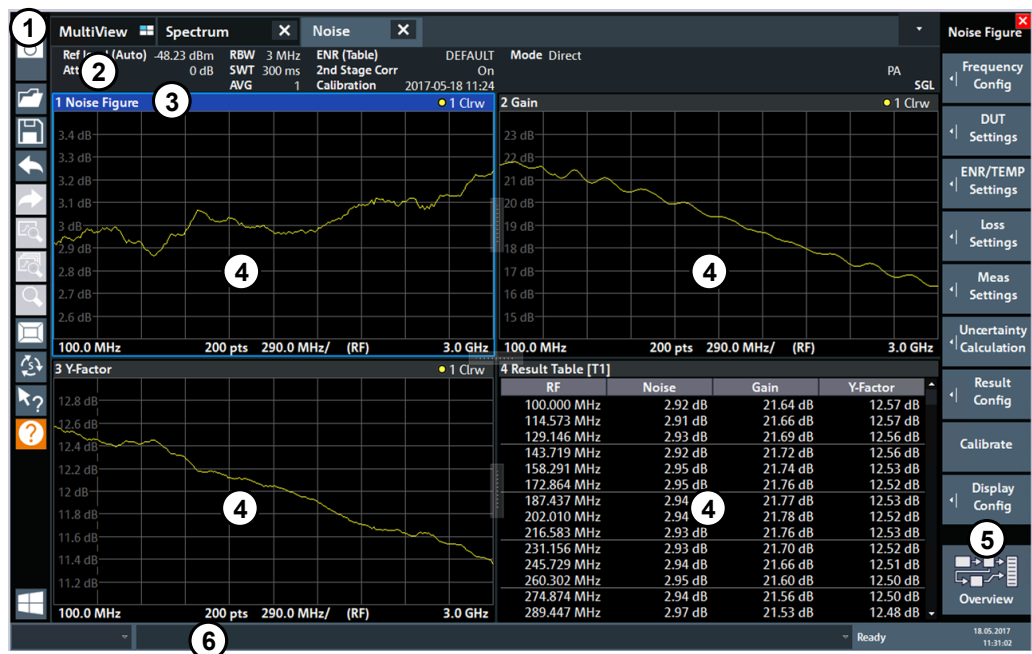 1
MultiView Spectrum Noise
Noise Figure
Ref level (Auto) -48.23 dBm RBW 3 MHz ENR (Table) DEFAULT Mode Direct
Att 0 dB SWT 300 ms 2nd Stage Corr On PA
AVG 1 Calibration 2017-05-18 11:24 SGL
2
3
1 Noise Figure 1 Clrw
3.4 dB
3.3 dB
3.2 dB
3.1 dB
3 dB
2.9 dB
2.8 dB
2.7 dB
2.6 dB
4
100.0 MHz 200 pts 290.0 MHz/ (RF) 3.0 GHz
2 Gain 1 Clrw
23 dB
22 dB
21 dB
20 dB
19 dB
18 dB
17 dB
16 dB
15 dB
4
100.0 MHz 200 pts 290.0 MHz/ (RF) 3.0 GHz
3 Y-Factor 1 Clrw
12.8 dB
12.6 dB
12.4 dB
12.2 dB
12 dB
11.8 dB
11.6 dB
11.4 dB
11.2 dB
4
100.0 MHz 200 pts 290.0 MHz/ (RF) 3.0 GHz
4 Result Table [T1]
RF Noise Gain Y-Factor
100.000 MHz 2.92 dB 21.64 dB 12.57 dB
114.573 MHz 2.91 dB 21.66 dB 12.57 dB
129.146 MHz 2.93 dB 21.69 dB 12.56 dB
143.719 MHz 2.92 dB 21.72 dB 12.56 dB
158.291 MHz 2.95 dB 21.74 dB 12.53 dB
172.864 MHz 2.95 dB 21.76 dB 12.52 dB
187.437 MHz 2.94 21.77 dB 12.53 dB
202.010 MHz 2.94 21.78 dB 12.52 dB
216.583 MHz 2.93 dB 21.76 dB 12.53 dB
231.156 MHz 2.93 dB 21.70 dB 12.52 dB
245.729 MHz 2.94 dB 21.66 dB 12.51 dB
260.302 MHz 2.95 dB 21.60 dB 12.50 dB
274.874 MHz 2.94 dB 21.56 dB 12.50 dB
289.447 MHz 2.97 dB 21.53 dB 12.48 dB
4
Frequency
Config
DUT
Settings
ENR/TEMP
Settings
Loss
Settings
Meas
Settings
Uncertainty
Calculation
Result
Config
Calibrate
Display
Config
5
Overview
6
Ready
18.05.2017
11:31:02